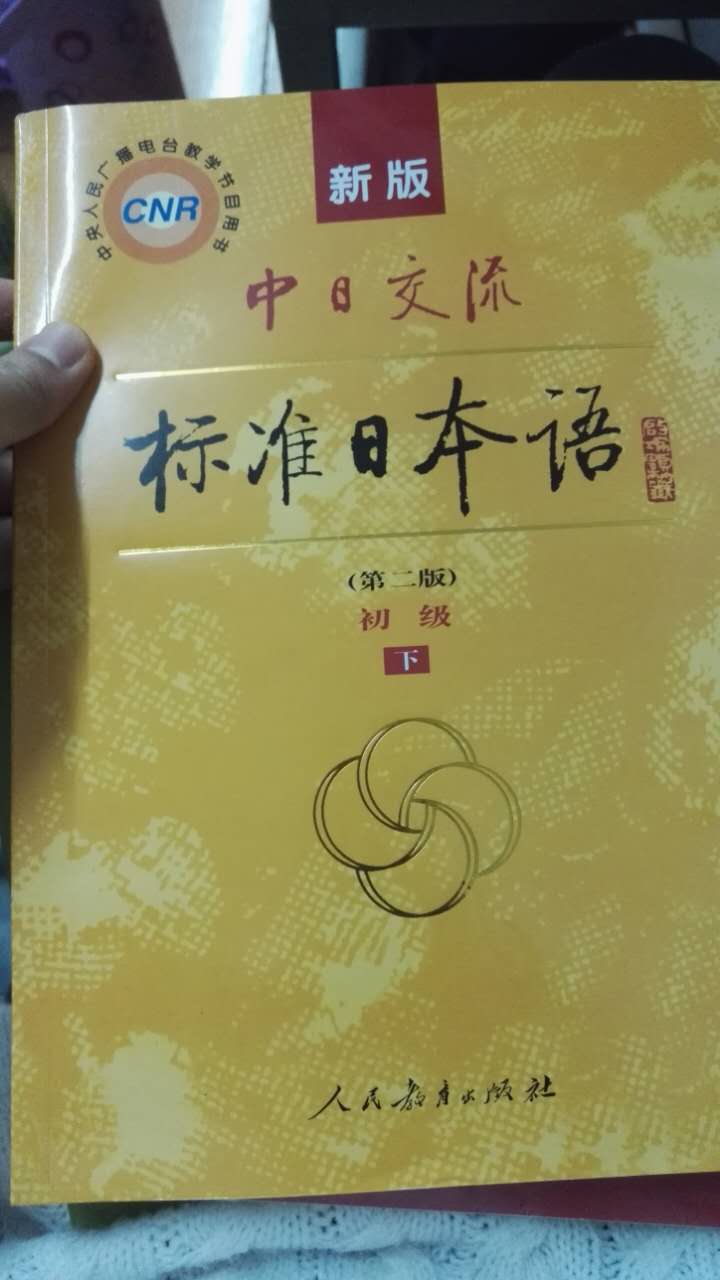 中央人民广播电台教学节目用书
CNR
新版
中日交流
标准日本语
(第二版)
初级
下
人民教育出版社